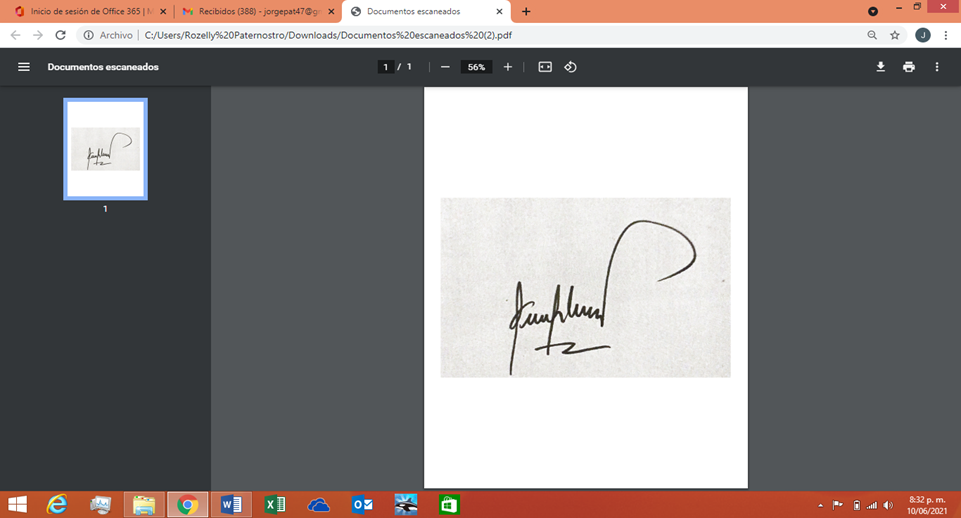 Inicio de sesión de Office 365 | M
Recibidos (388) - jorgepat47@gm
Documentos escaneados
Archivo
C:/Users/Rozelly%20Paternostro/Downloads/Documentos%20escaneados%20(2).pdf
J
Documentos escaneados
1 / 1
56%
1
8:32 p. m.
10/06/2021